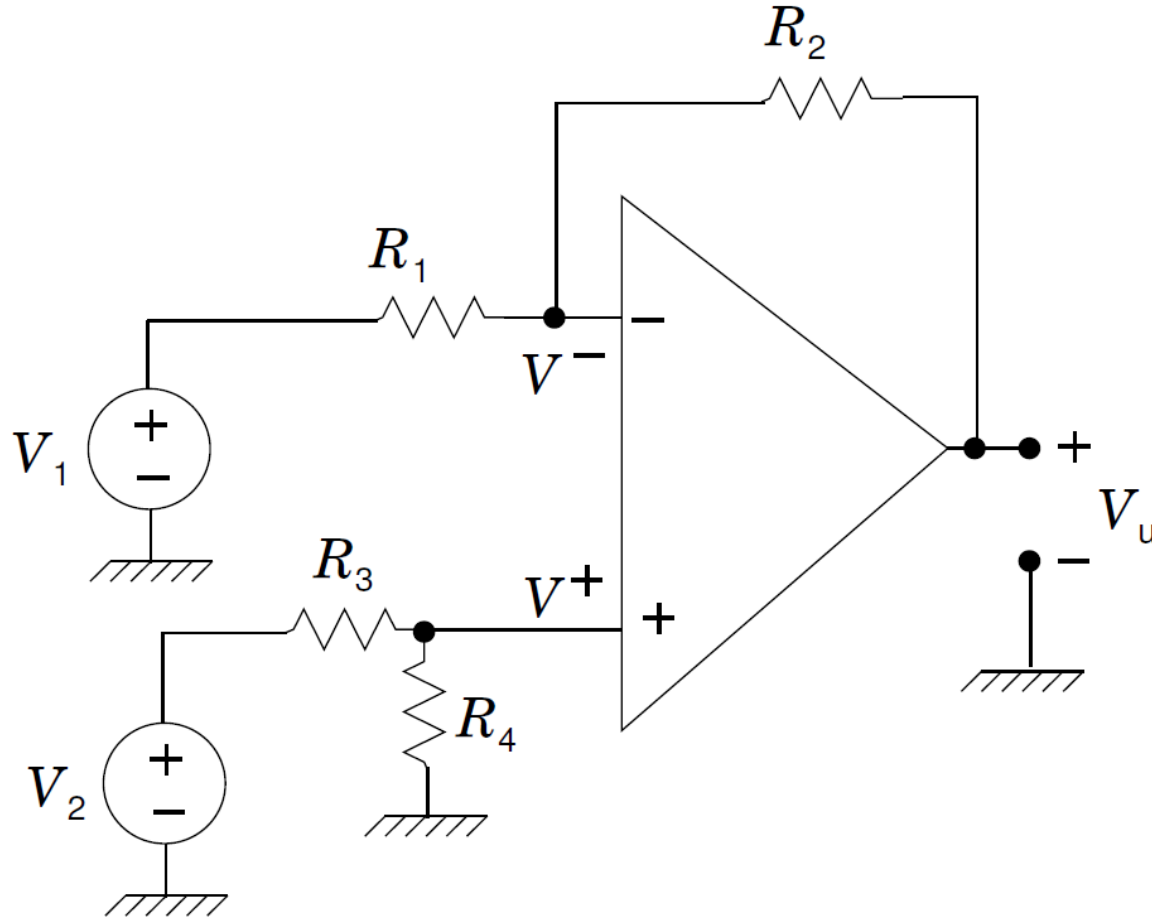 R₂
R₁
−
V⁻
+
−
V₁
+
−
Vᵤ
R₃
V⁺
+
R₄
+
−
V₂